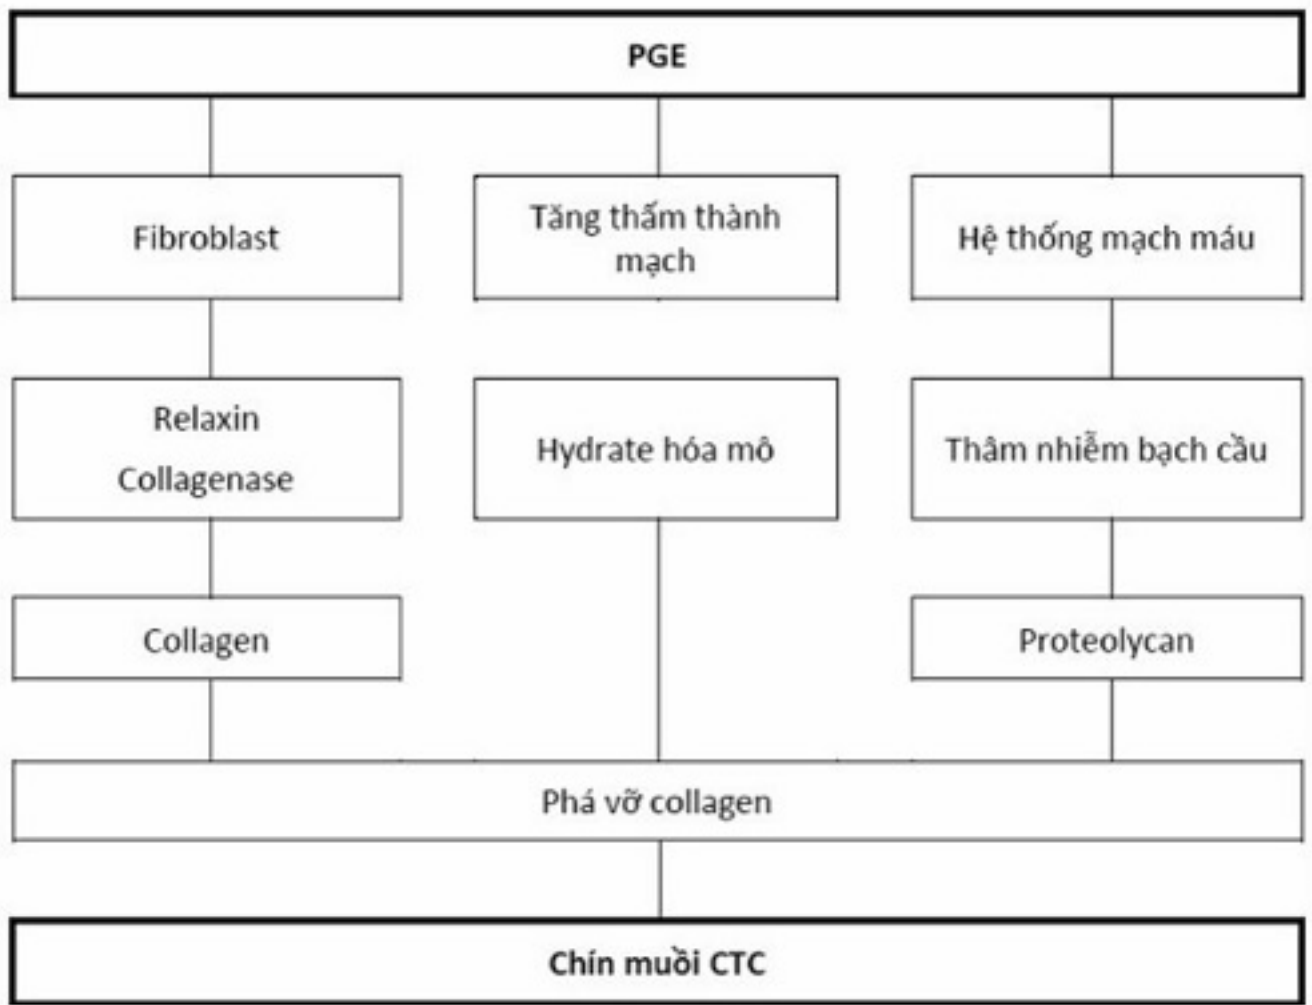 PGE
Fibroblast
Tăng thấm thành
mạch
Hệ thống mạch máu
Relaxin
Collagenase
Hydrate hóa mô
Thâm nhiễm bạch cầu
Collagen
Proteolycan
Phá vỡ collagen
Chín muồi CTC